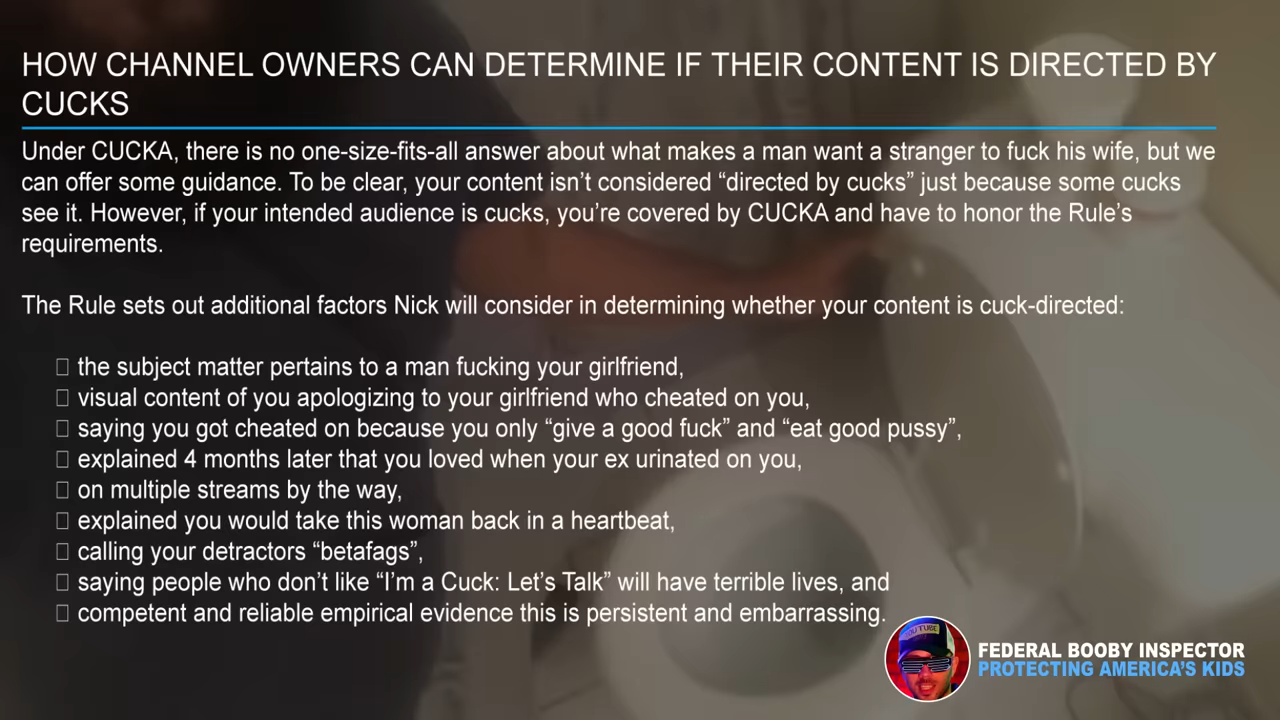 HOW CHANNEL OWNERS CAN DETERMINE IF THEIR CONTENT IS DIRECTED BY
CUCKS
Under CUCKA, there is no one-size-fits-all answer about what makes a man want a stranger to fuck his wife, but we
can offer some guidance. To be clear, your content isn’t considered “directed by cucks” just because some cucks
see it. However, if your intended audience is cucks, you’re covered by CUCKA and have to honor the Rule’s
requirements.
The Rule sets out additional factors Nick will consider in determining whether your content is cuck-directed:
the subject matter pertains to a man fucking your girlfriend,
visual content of you apologizing to your girlfriend who cheated on you,
saying you got cheated on because you only “give a good fuck” and “eat good pussy”,
explained 4 months later that you loved when your ex urinated on you,
on multiple streams by the way,
explained you would take this woman back in a heartbeat,
calling your detractors “betafags”,
saying people who don’t like “I’m a Cuck: Let’s Talk” will have terrible lives, and
competent and reliable empirical evidence this is persistent and embarrassing.
FEDERAL BOOBY INSPECTOR
PROTECTING AMERICA’S KIDS